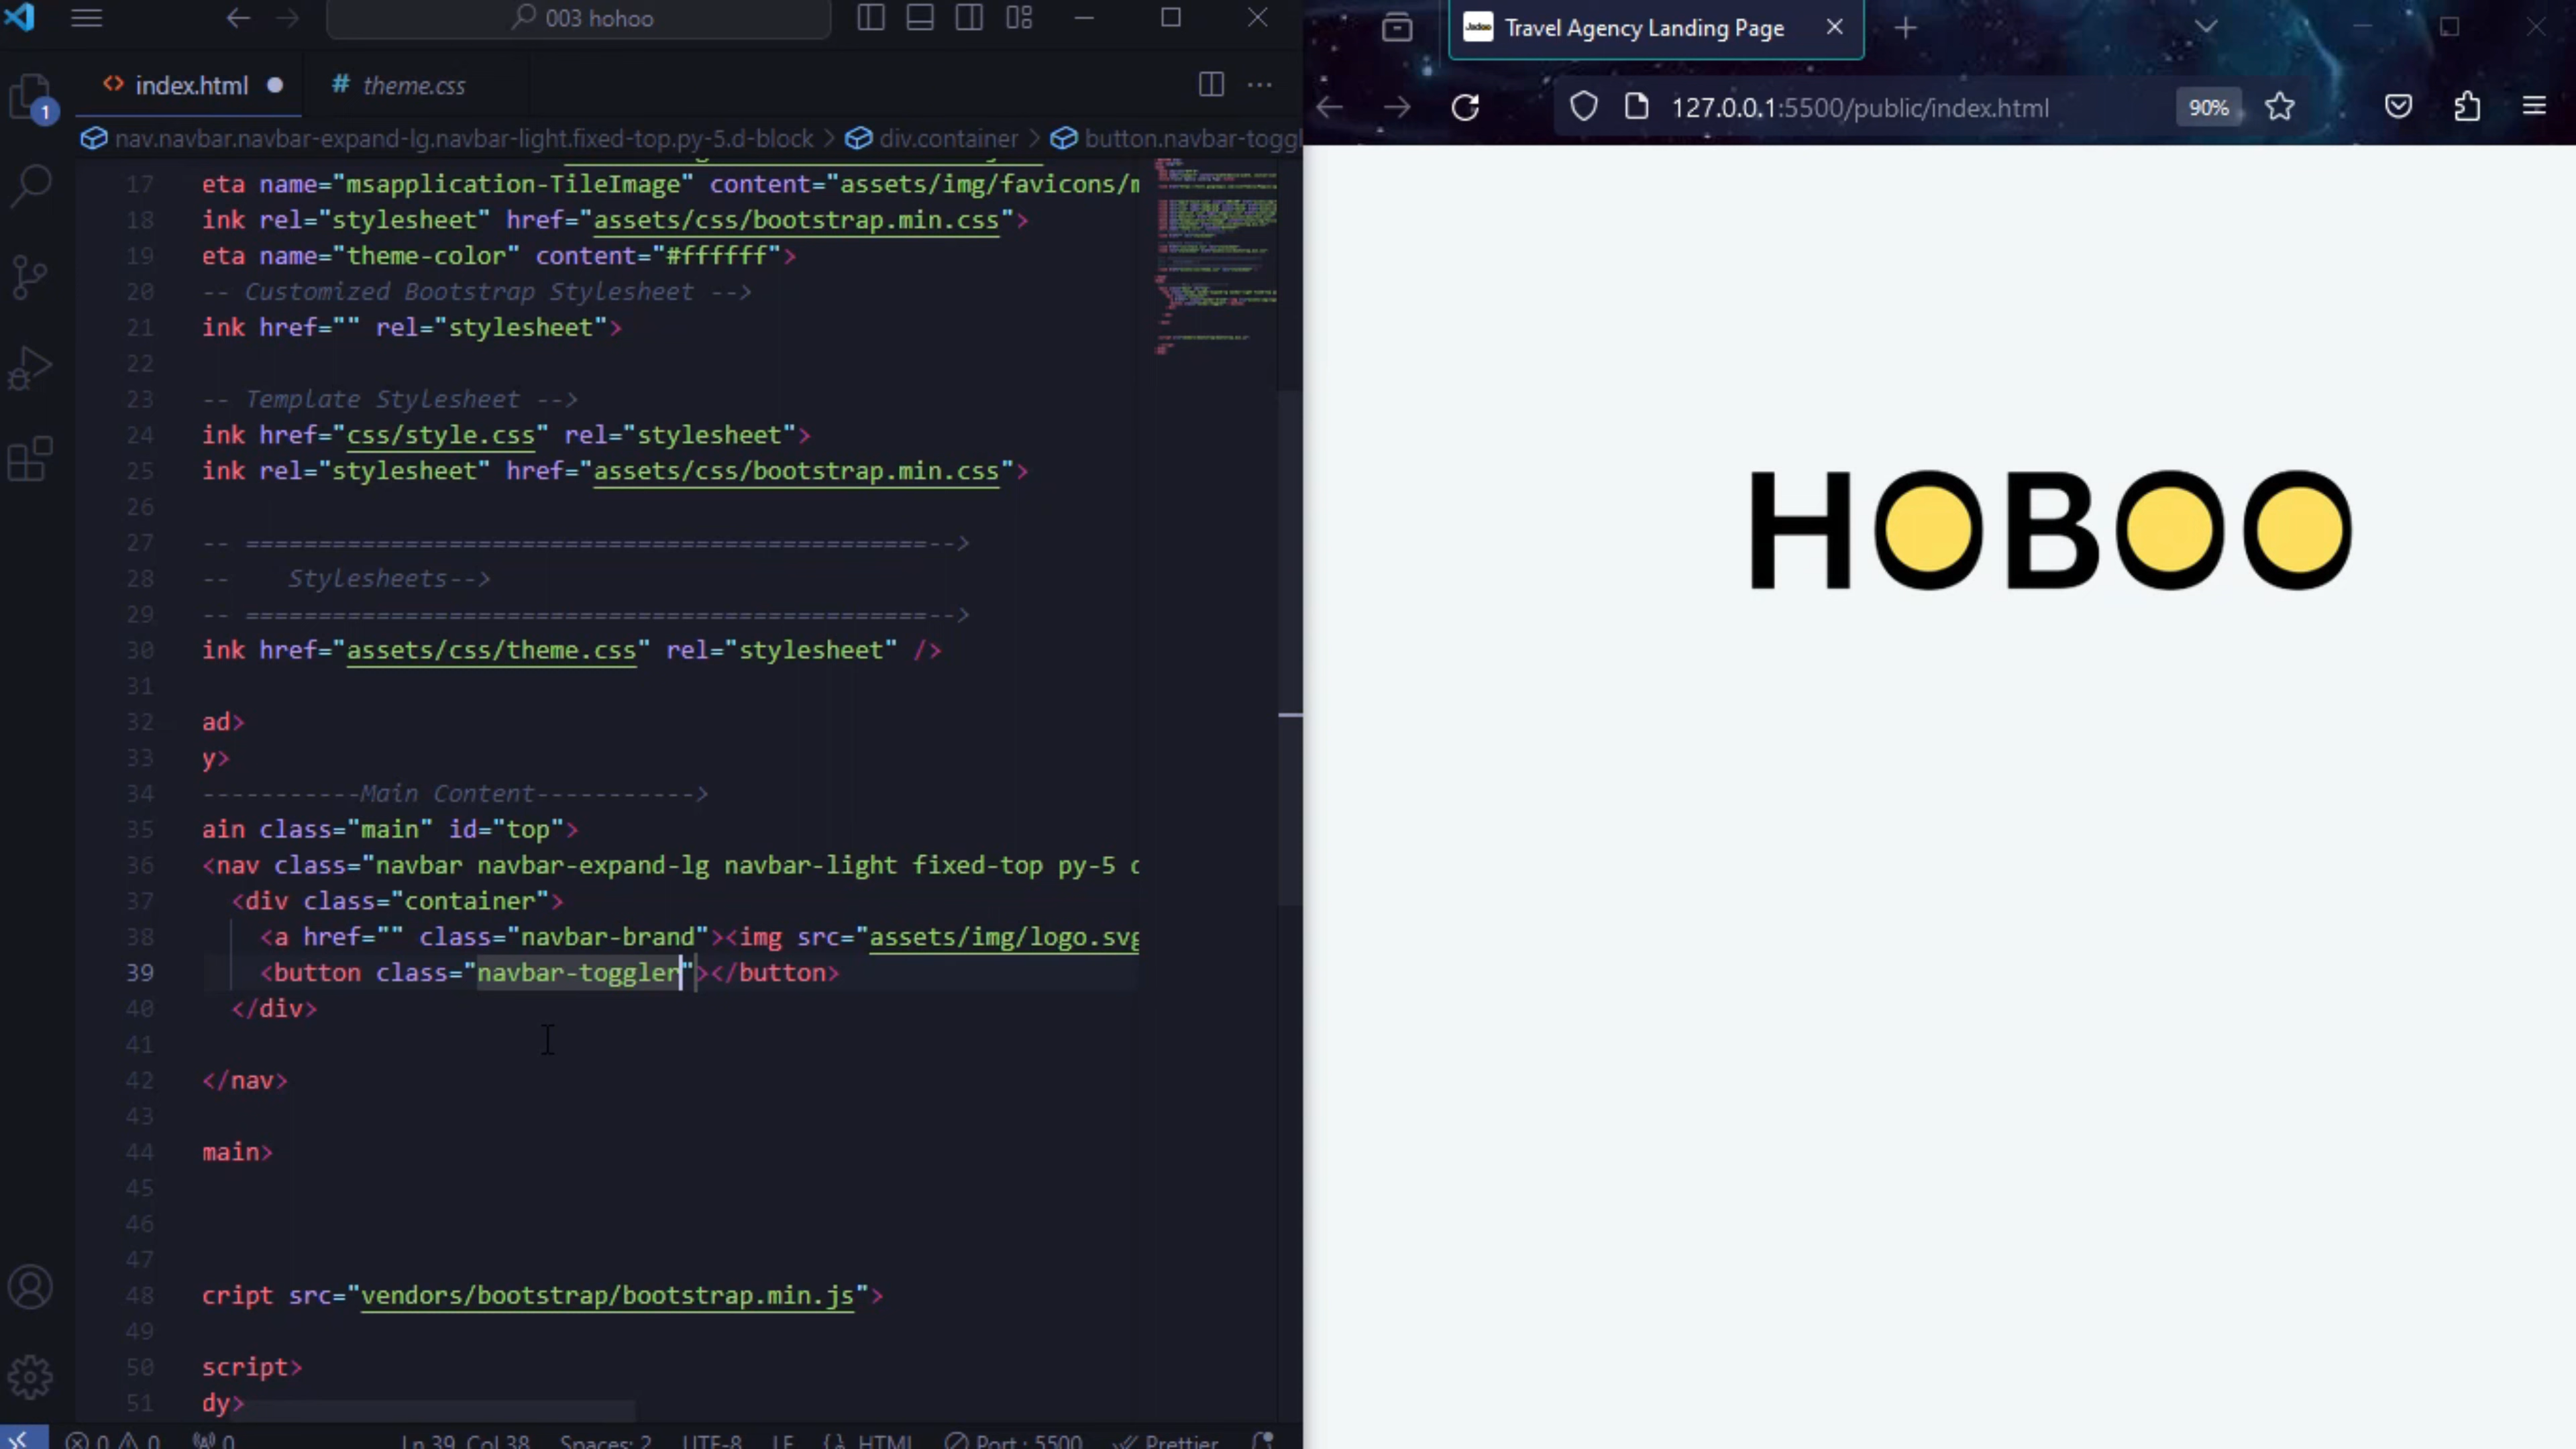 003 hohoo
index.html
theme.css
nav.navbar.navbar-expand-lg.navbar-light.fixed-top.py-5.d-block > div.container > button.navbar-toggl
17 eta name="msapplication-TileImage" content="assets/img/favicons/m
18 ink rel="stylesheet" href="assets/css/bootstrap.min.css">
19 eta name="theme-color" content="#ffffff">
20 -- Customized Bootstrap Stylesheet -->
21 ink href="" rel="stylesheet">
22
23 -- Template Stylesheet -->
24 ink href="css/style.css" rel="stylesheet">
25 ink rel="stylesheet" href="assets/css/bootstrap.min.css">
26
27 -- ===============================================-->
28 --    Stylesheets-->
29 -- ===============================================-->
30 ink href="assets/css/theme.css" rel="stylesheet" />
31
32 ad>
33 y>
34 -----------Main Content----------->
35 ain class="main" id="top">
36 <nav class="navbar navbar-expand-lg navbar-light fixed-top py-5 d
37 <div class="container">
38 <a href="" class="navbar-brand"><img src="assets/img/logo.svg
39 <button class="navbar-toggler"></button>
40 </div>
41
42 </nav>
43
44 main>
45
46
47
48 cript src="vendors/bootstrap/bootstrap.min.js">
49
50 script>
51 dy>
1
0 0 0
Ln 39, Col 38 Spaces: 2 UTF-8 LF {} HTML Port : 5500 Prettier
Jadoo
Travel Agency Landing Page
127.0.0.1:5500/public/index.html
90%
HOBOO